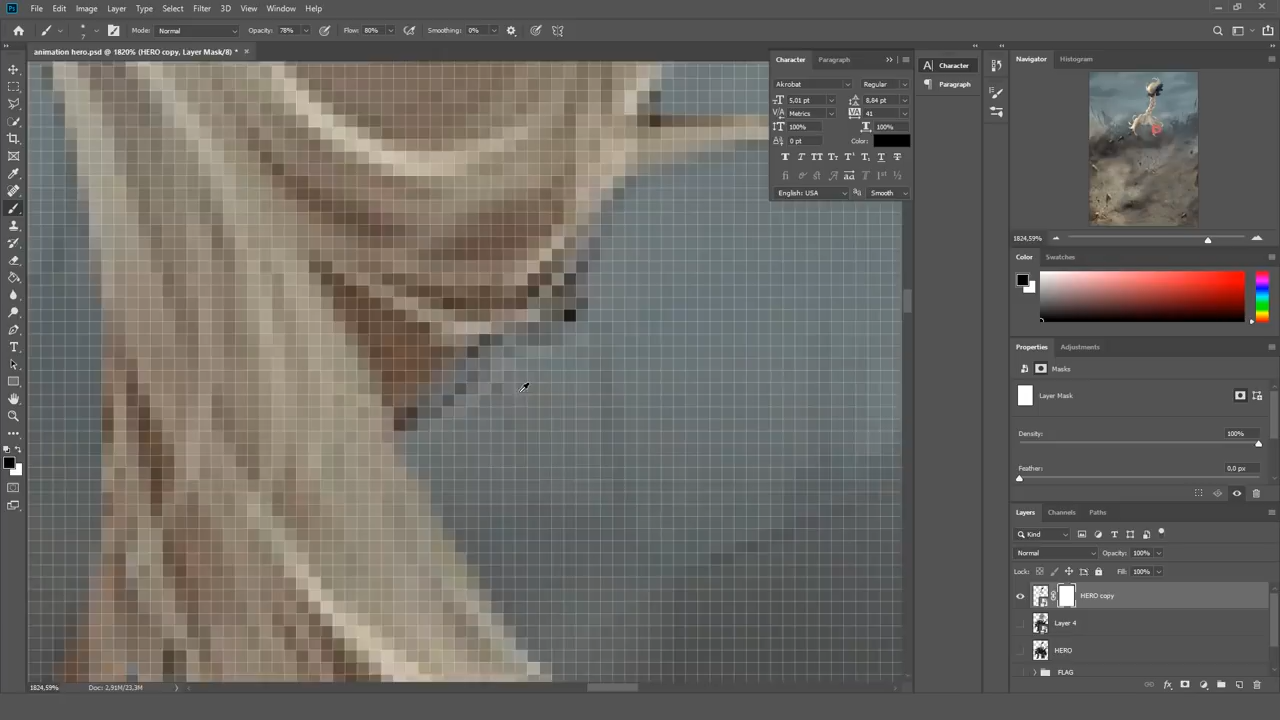 File Edit Image Layer Type Select Filter 3D View Window Help
Mode: Normal Opacity: 78% Flow: 80% Smoothing: 0%
7
animation hero.psd @ 1820% (HERO copy, Layer Mask/8) *
Character Paragraph
Akrobat Regular
5,01 pt 8,84 pt
Metrics 41
100% 100%
0 pt Color:
English: USA Smooth
Character
Paragraph
Navigator Histogram
1824,59%
Color Swatches
Properties Adjustments
Masks
Layer Mask
Density: 100%
Feather: 0,0 px
Layers Channels Paths
Kind
Normal Opacity: 100%
Lock: Fill: 100%
HERO copy
Layer 4
HERO
FLAG
1824,59% Doc: 2,91M/23,3M